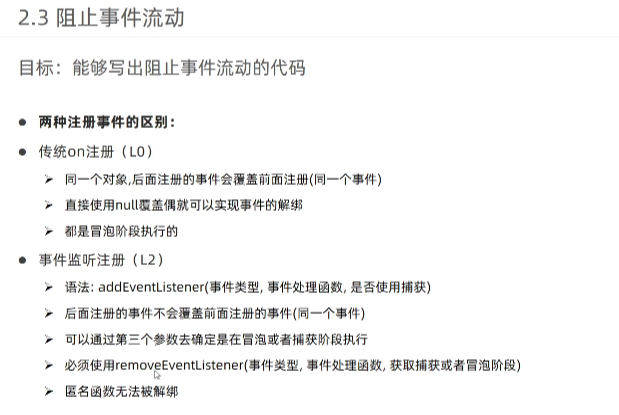 2.3 阻止事件流动
目标：能够写出阻止事件流动的代码
● 两种注册事件的区别：
● 传统on注册（L0）
➢ 同一个对象,后面注册的事件会覆盖前面注册(同一个事件)
➢ 直接使用null覆盖偶就可以实现事件的解绑
➢ 都是冒泡阶段执行的
● 事件监听注册（L2）
➢ 语法: addEventListener(事件类型, 事件处理函数, 是否使用捕获)
➢ 后面注册的事件不会覆盖前面注册的事件(同一个事件)
➢ 可以通过第三个参数去确定是在冒泡或者捕获阶段执行
➢ 必须使用removeEventListener(事件类型, 事件处理函数, 获取捕获或者冒泡阶段)
➢ 匿名函数无法被解绑